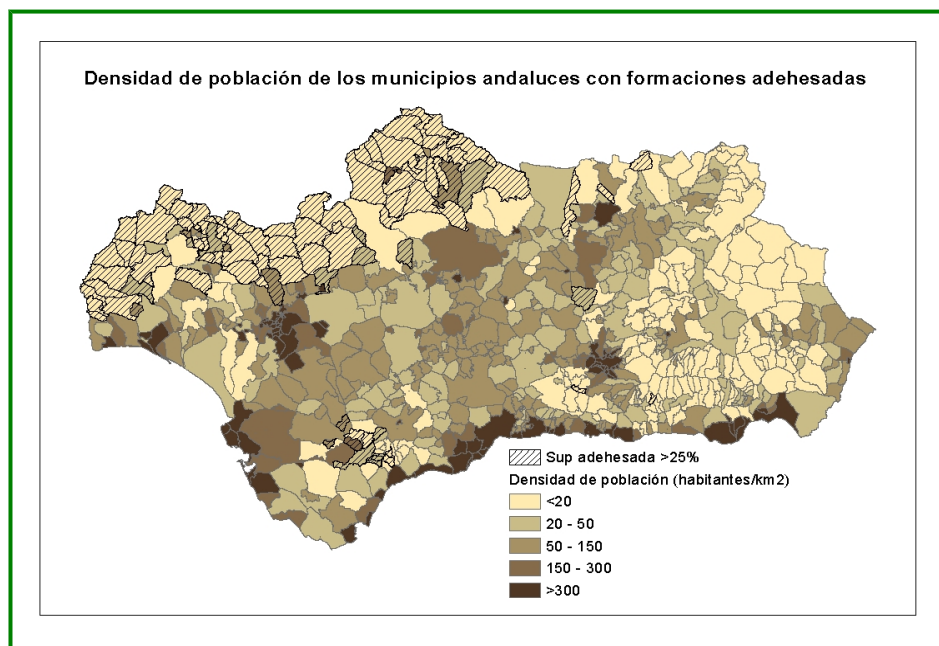 Densidad de población de los municipios andaluces con formaciones adehesadas
Sup adehesada >25%
Densidad de población (habitantes/km2)
<20
20 - 50
50 - 150
150 - 300
>300